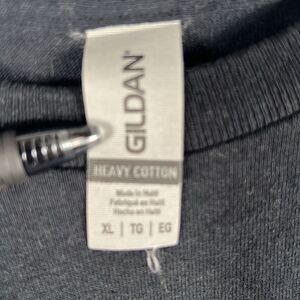 GILDAN
HEAVY COTTON
Made in Haiti
Fabriqué en Haïti
Hecho en Haití
XL | TG | EG